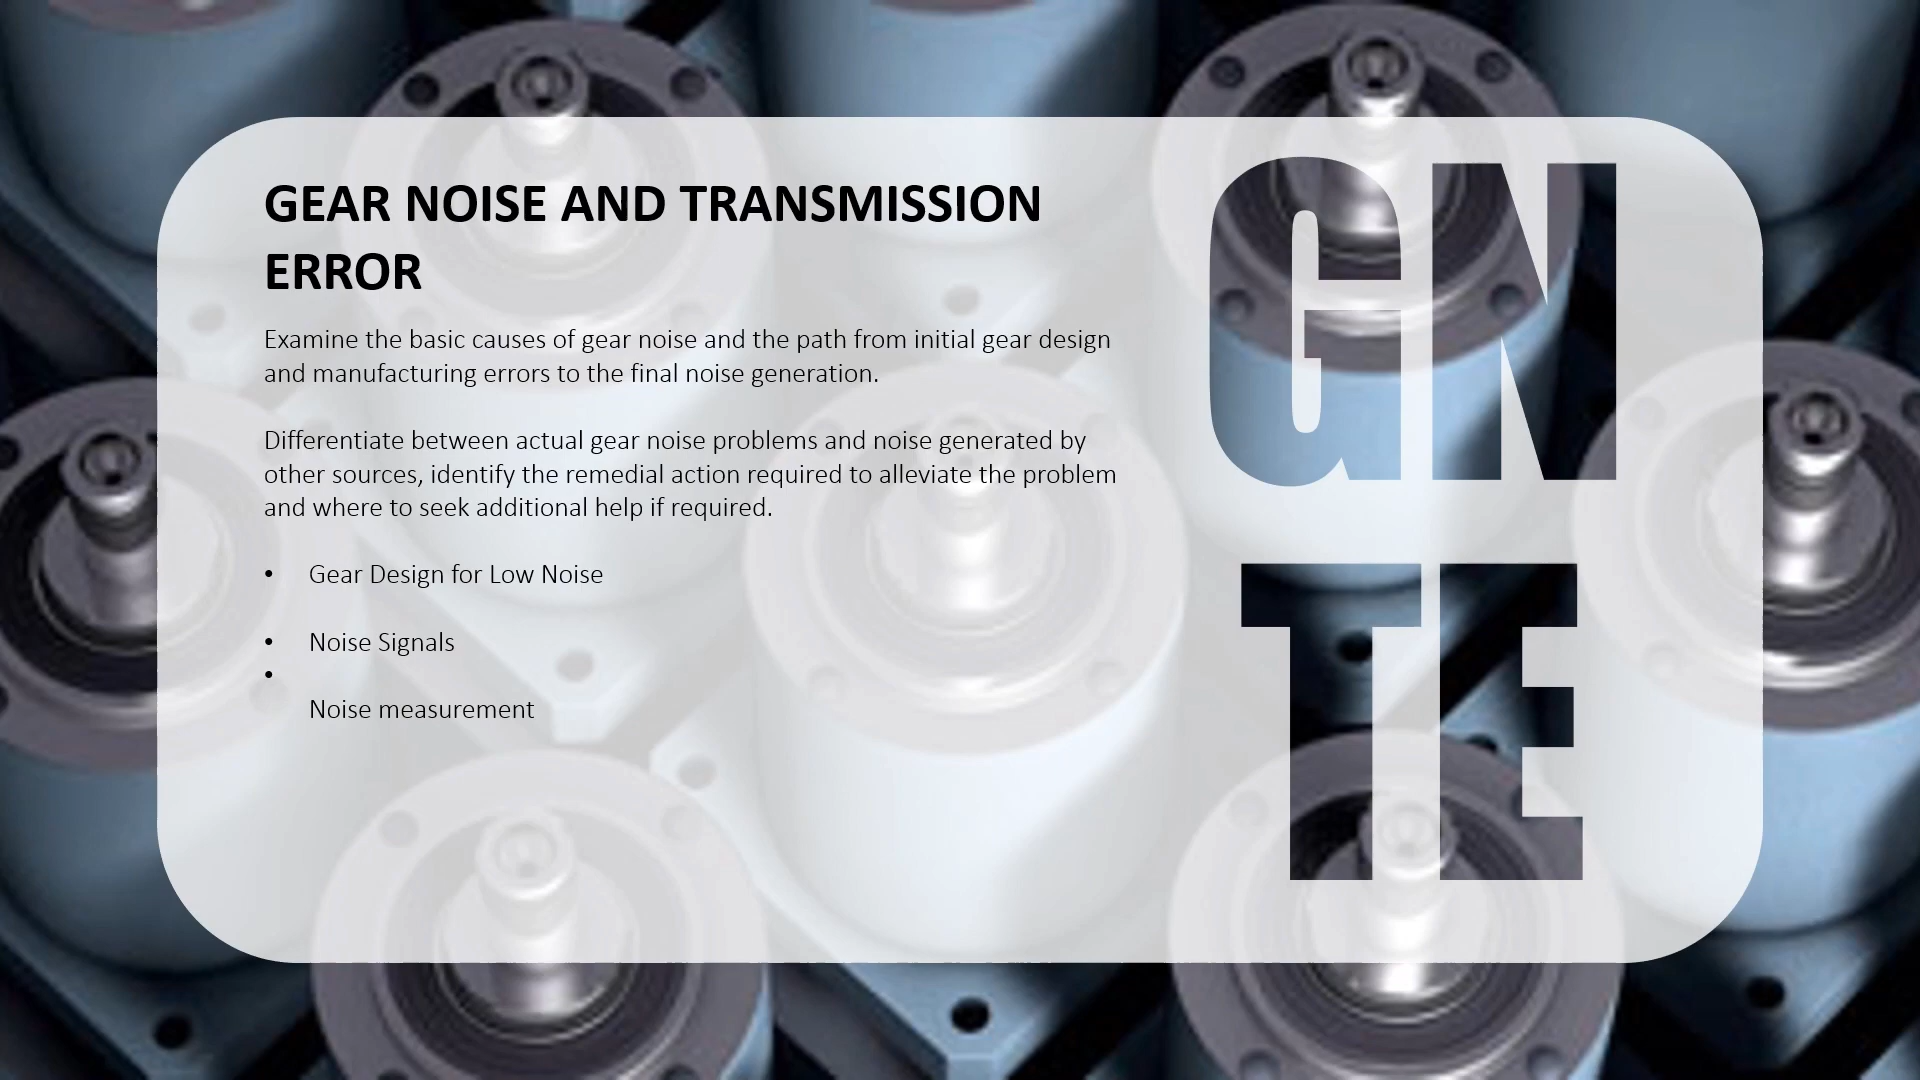 GEAR NOISE AND TRANSMISSION
ERROR
Examine the basic causes of gear noise and the path from initial gear design
and manufacturing errors to the final noise generation.
Differentiate between actual gear noise problems and noise generated by
other sources, identify the remedial action required to alleviate the problem
and where to seek additional help if required.
• Gear Design for Low Noise
• Noise Signals
•
Noise measurement
GN
TE